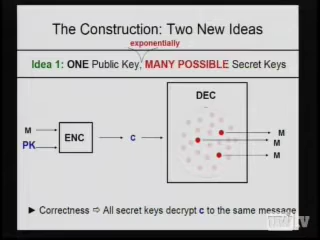 The Construction: Two New Ideas
exponentially
Idea 1: ONE Public Key, MANY POSSIBLE Secret Keys
DEC
M
PK
ENC
c
M
M
M
► Correctness ⇨ All secret keys decrypt c to the same message